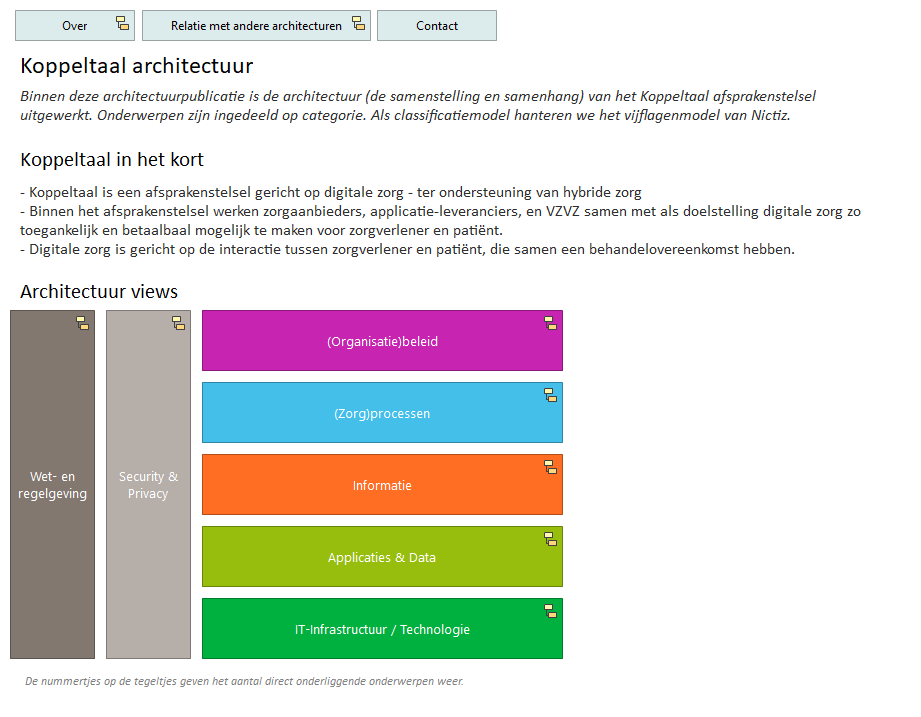 Over
Relatie met andere architecturen
Contact
Koppeltaal architectuur
Binnen deze architectuurpublicatie is de architectuur (de samenstelling en samenhang) van het Koppeltaal afsprakenstelsel
uitgewerkt. Onderwerpen zijn ingedeeld op categorie. Als classificatiemodel hanteren we het vijflagenmodel van Nictiz.
Koppeltaal in het kort
- Koppeltaal is een afsprakenstelsel gericht op digitale zorg - ter ondersteuning van hybride zorg
- Binnen het afsprakenstelsel werken zorgaanbieders, applicatie-leveranciers, en VZVZ samen met als doelstelling digitale zorg zo
toegankelijk en betaalbaal mogelijk te maken voor zorgverlener en patiënt.
- Digitale zorg is gericht op de interactie tussen zorgverlener en patiënt, die samen een behandelovereenkomst hebben.
Architectuur views
Wet- en
regelgeving
Security &
Privacy
(Organisatie)beleid
(Zorg)processen
Informatie
Applicaties & Data
IT-Infrastructuur / Technologie
De nummertjes op de tegeltjes geven het aantal direct onderliggende onderwerpen weer.